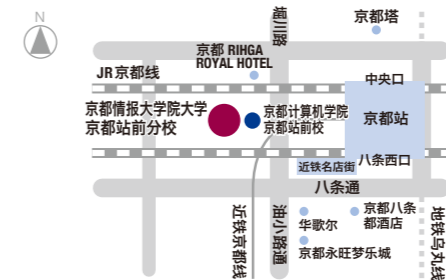 N
堀川路
京都塔
京都 RIHGA
ROYAL HOTEL
JR京都线
中央口
京都情报大学院大学
京都站前分校
京都计算机学院
京都站前校
京都站
近铁名店街
八条西口
八条通
近铁京都线
油小路通
华歌尔
京都八条
都酒店
京都永旺梦乐城
地铁乌丸线